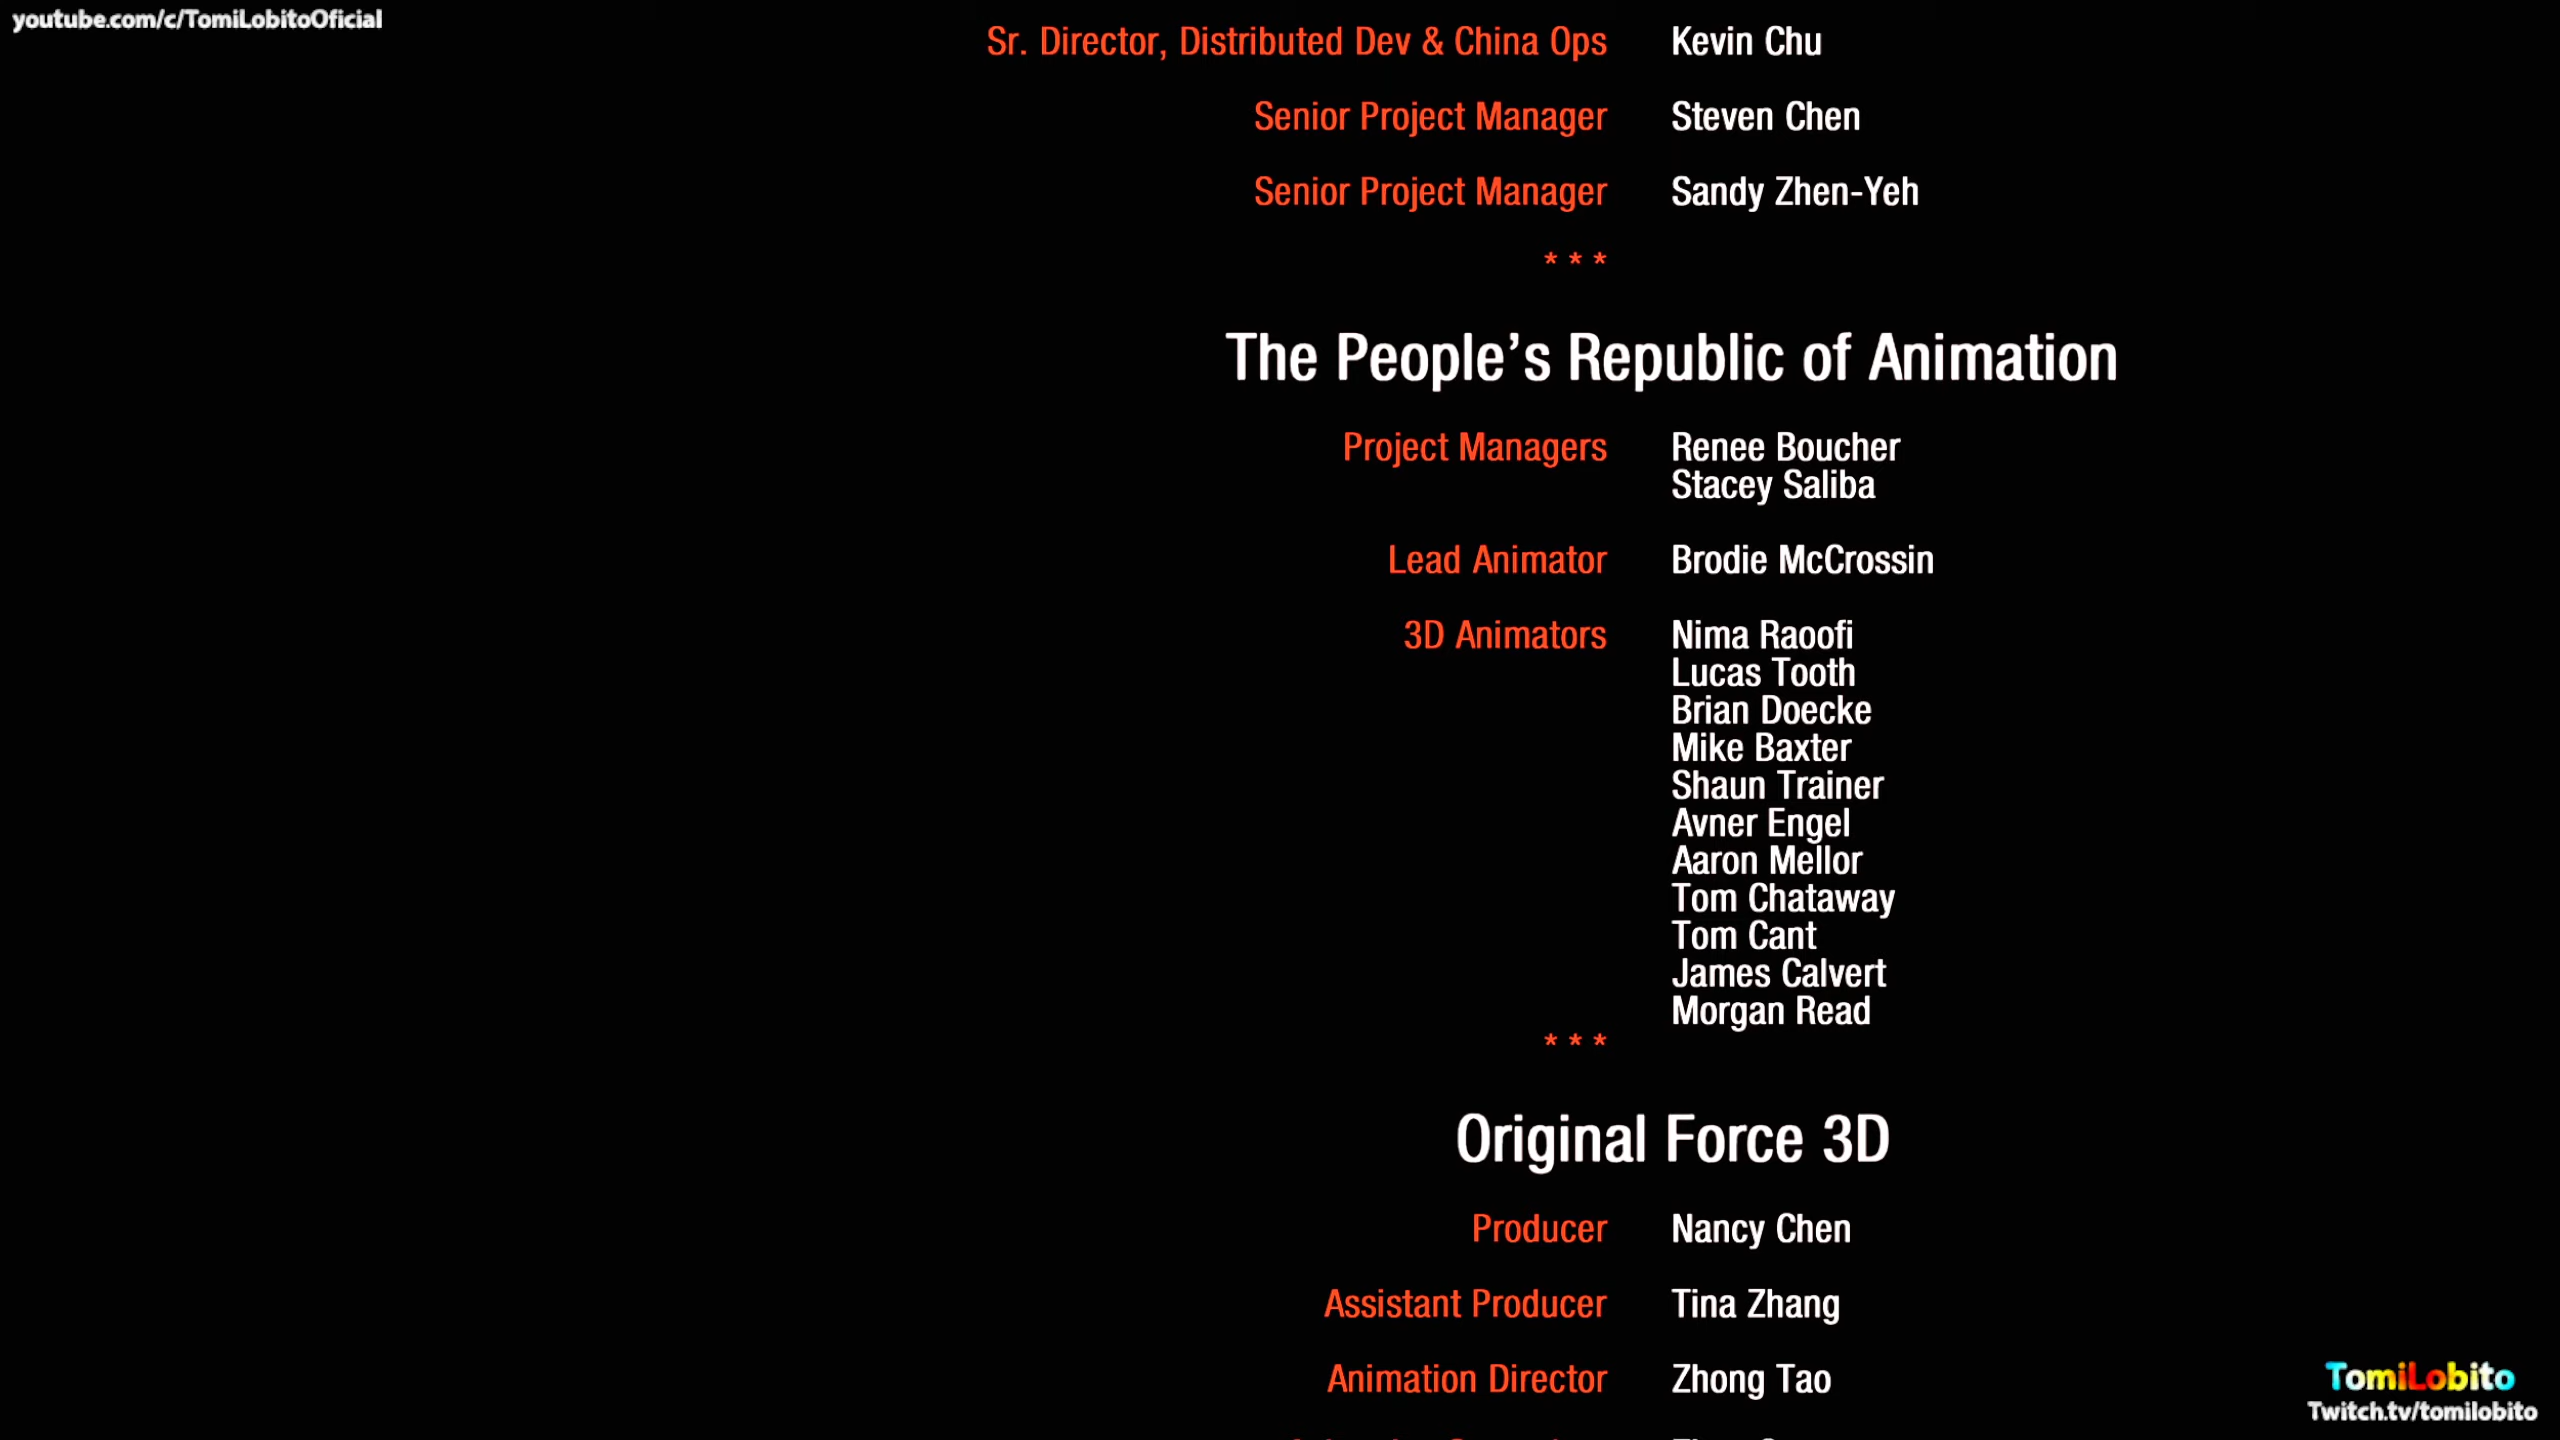 youtube.com/c/TomiLobitoOficial
Sr. Director, Distributed Dev & China Ops Kevin Chu
Senior Project Manager Steven Chen
Senior Project Manager Sandy Zhen-Yeh
* * *
The People’s Republic of Animation
Project Managers Renee Boucher
Stacey Saliba
Lead Animator Brodie McCrossin
3D Animators Nima Raoofi
Lucas Tooth
Brian Doecke
Mike Baxter
Shaun Trainer
Avner Engel
Aaron Mellor
Tom Chataway
Tom Cant
James Calvert
Morgan Read
* * *
Original Force 3D
Producer Nancy Chen
Assistant Producer Tina Zhang
Animation Director Zhong Tao
TomiLobito
Twitch.tv/tomilobito